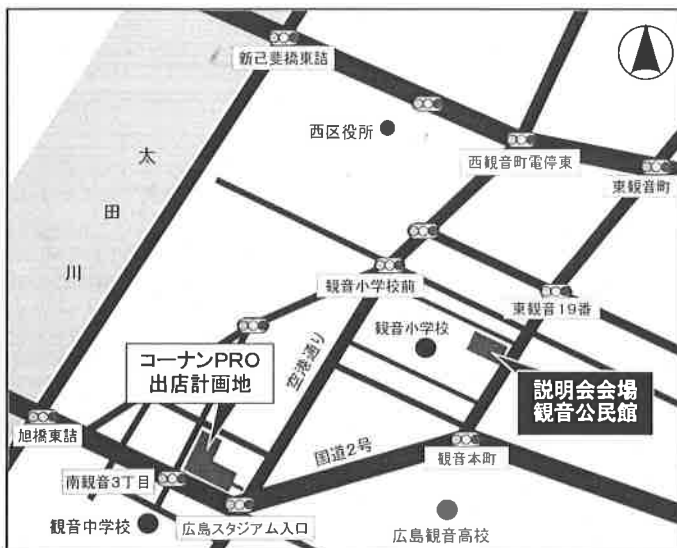 新己斐橋東詰
西区役所
西観音町電停東
東観音町
太田川
観音小学校前
東観音19番
観音小学校
コーナンPRO
出店計画地
空港通り
説明会会場
観音公民館
旭橋東詰
国道2号
観音本町
南観音3丁目
観音中学校
広島スタジアム入口
広島観音高校